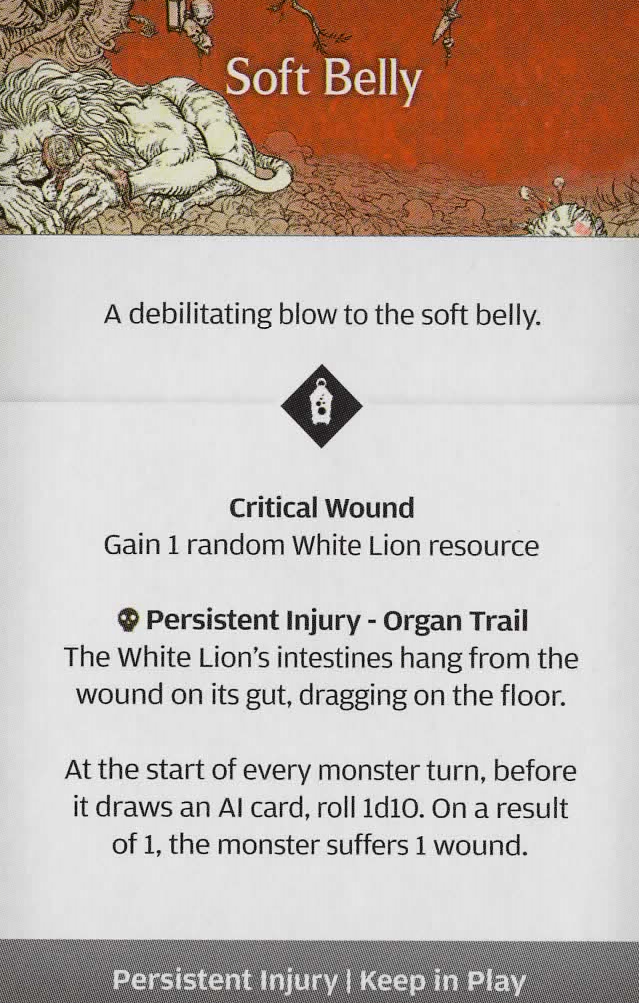 Soft Belly
A debilitating blow to the soft belly.
Critical Wound
Gain 1 random White Lion resource
Persistent Injury - Organ Trail
The White Lion's intestines hang from the
wound on its gut, dragging on the floor.
At the start of every monster turn, before
it draws an AI card, roll 1d10. On a result
of 1, the monster suffers 1 wound.
Persistent Injury | Keep in Play